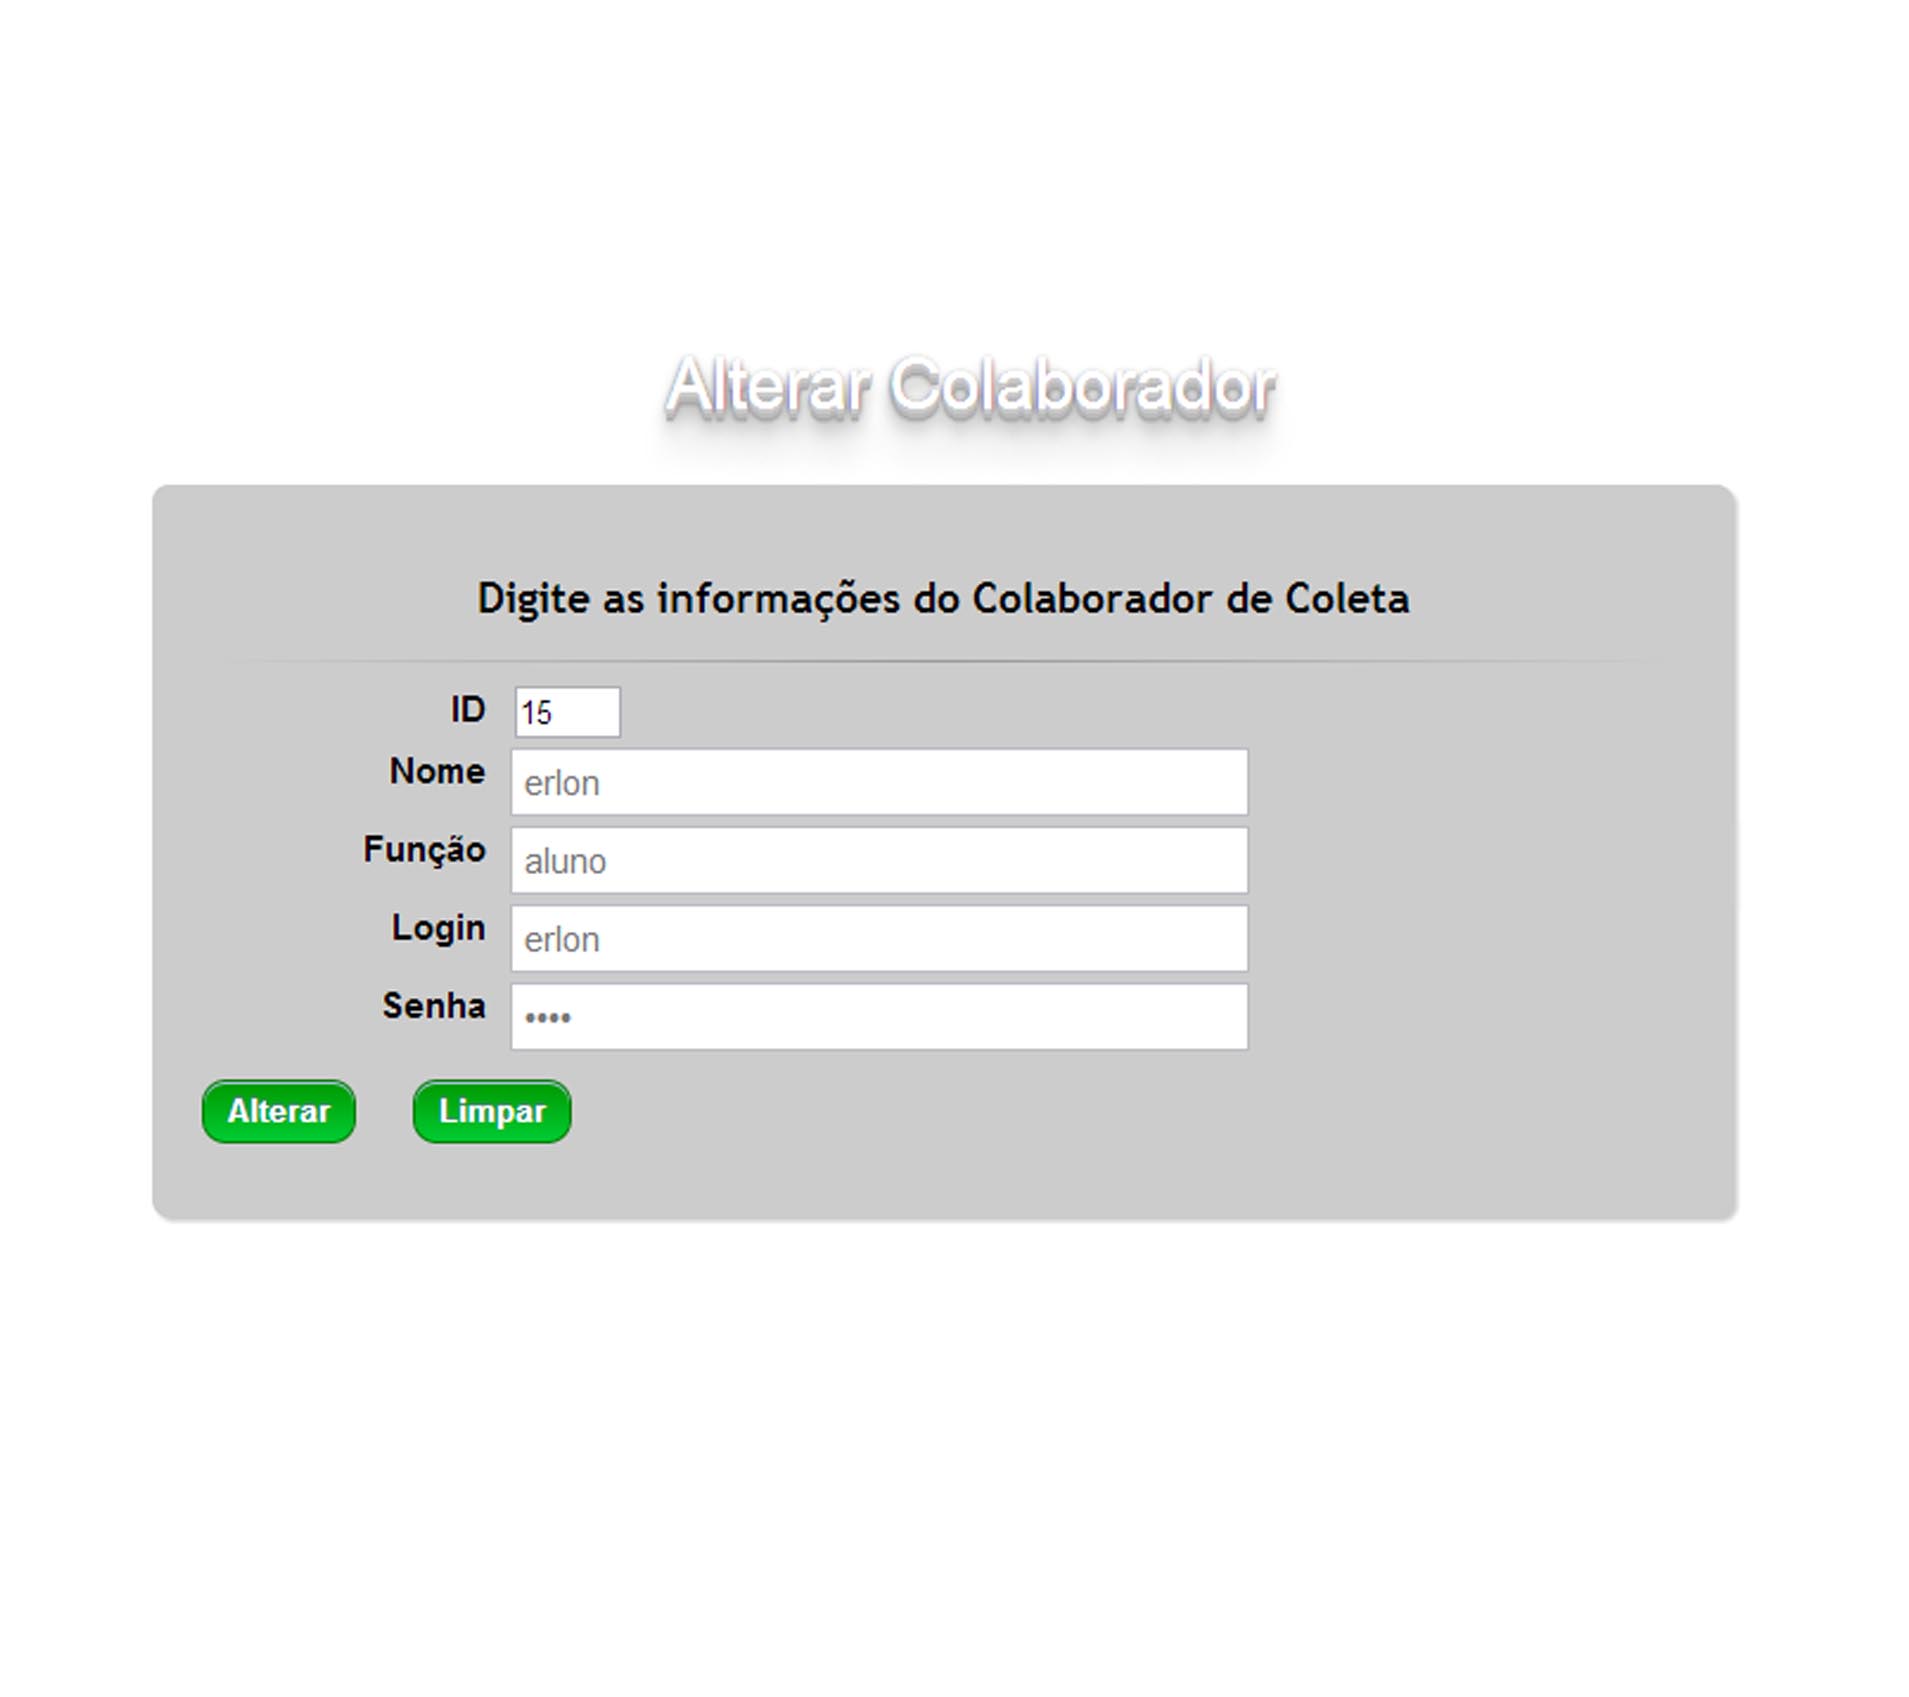 Alterar Colaborador
Digite as informações do Colaborador de Coleta
ID 15
Nome erlon
Função aluno
Login erlon
Senha ••••
Alterar Limpar